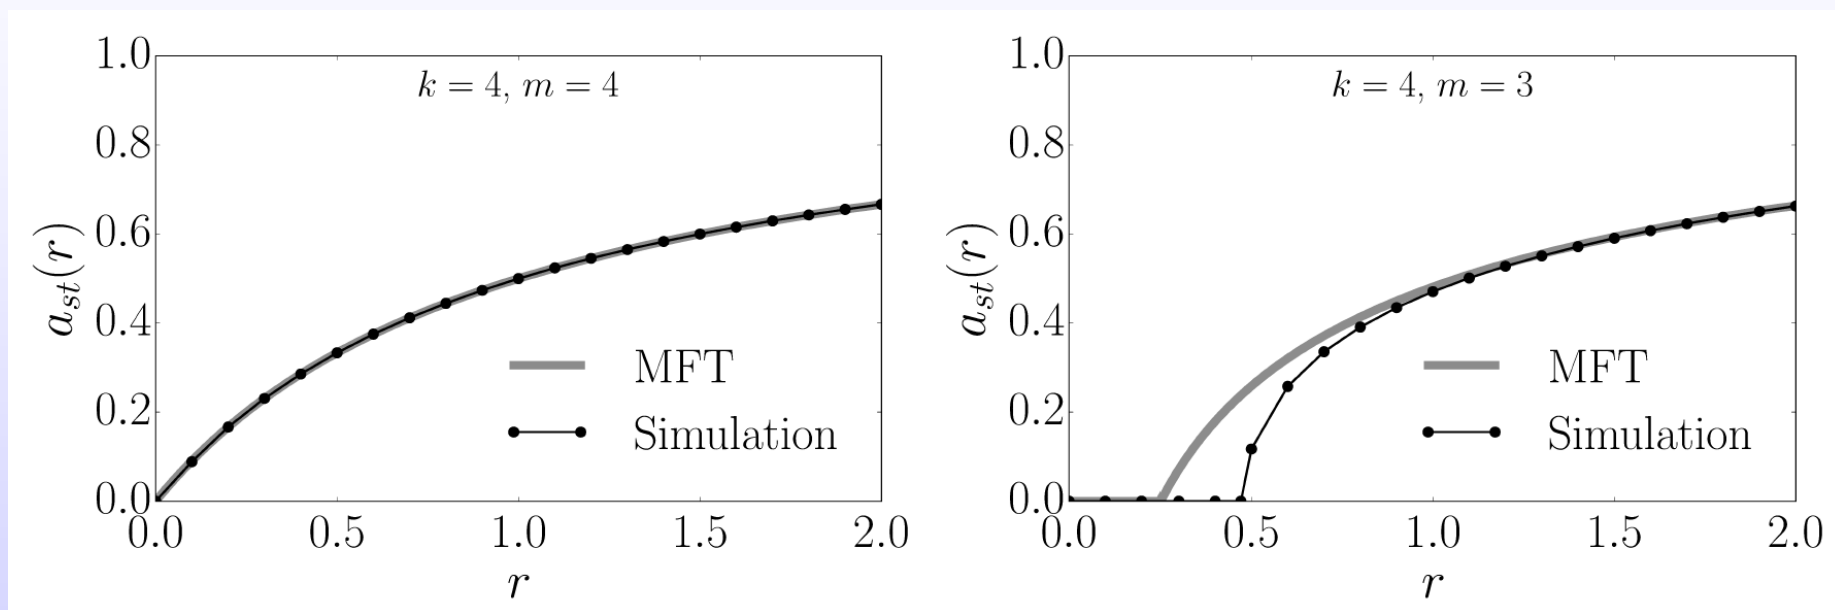 k = 4, m = 4
1.0
0.8
0.6
0.4
0.2
0.0
a_{st}(r)
MFT
Simulation
0.0 0.5 1.0 1.5 2.0
r
k = 4, m = 3
1.0
0.8
0.6
0.4
0.2
0.0
a_{st}(r)
MFT
Simulation
0.0 0.5 1.0 1.5 2.0
r